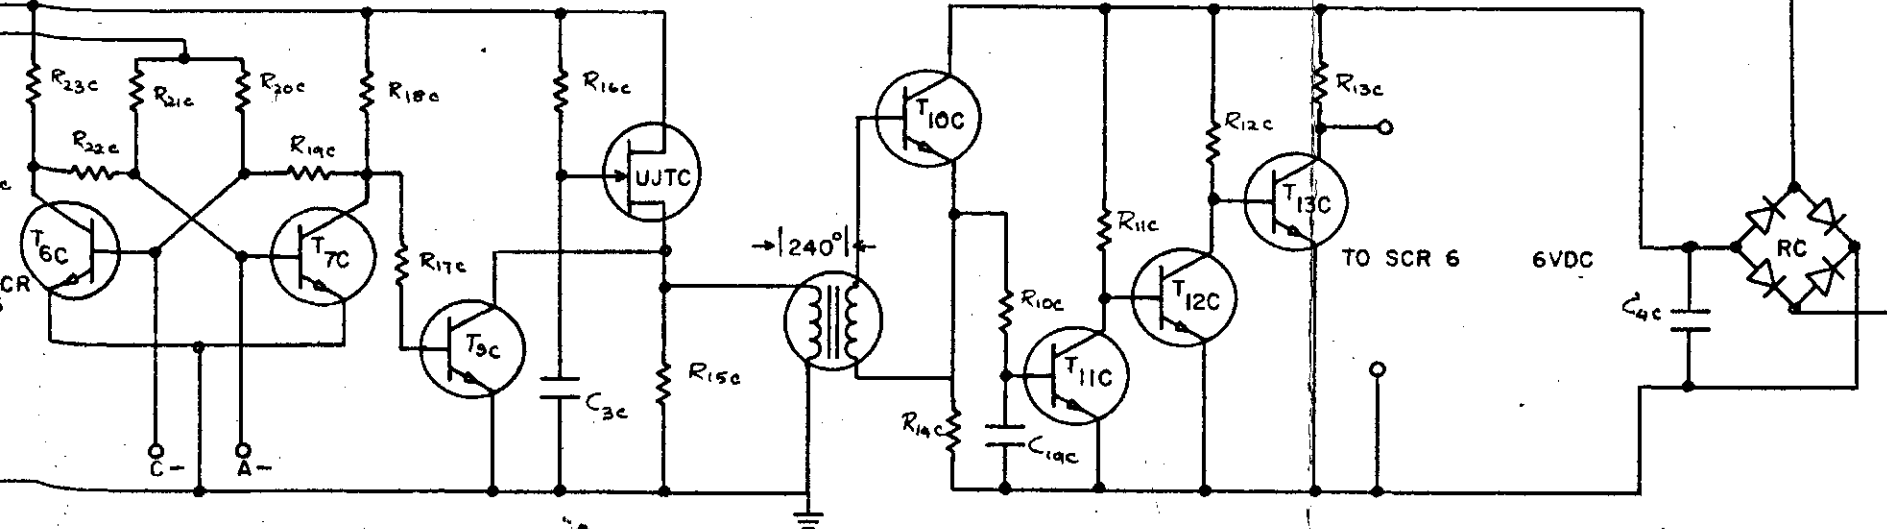 R23C
R21C
R20C
R18C
R16C
R13C
R22C
R19C
T10C
R12C
UJTC
T6C
T7C
R17C
240°
T13C
R11C
TO SCR 6
6VDC
RC
CR
T9C
R10C
T12C
C4C
R15C
T11C
C3C
R14C
C19C
C-
A-